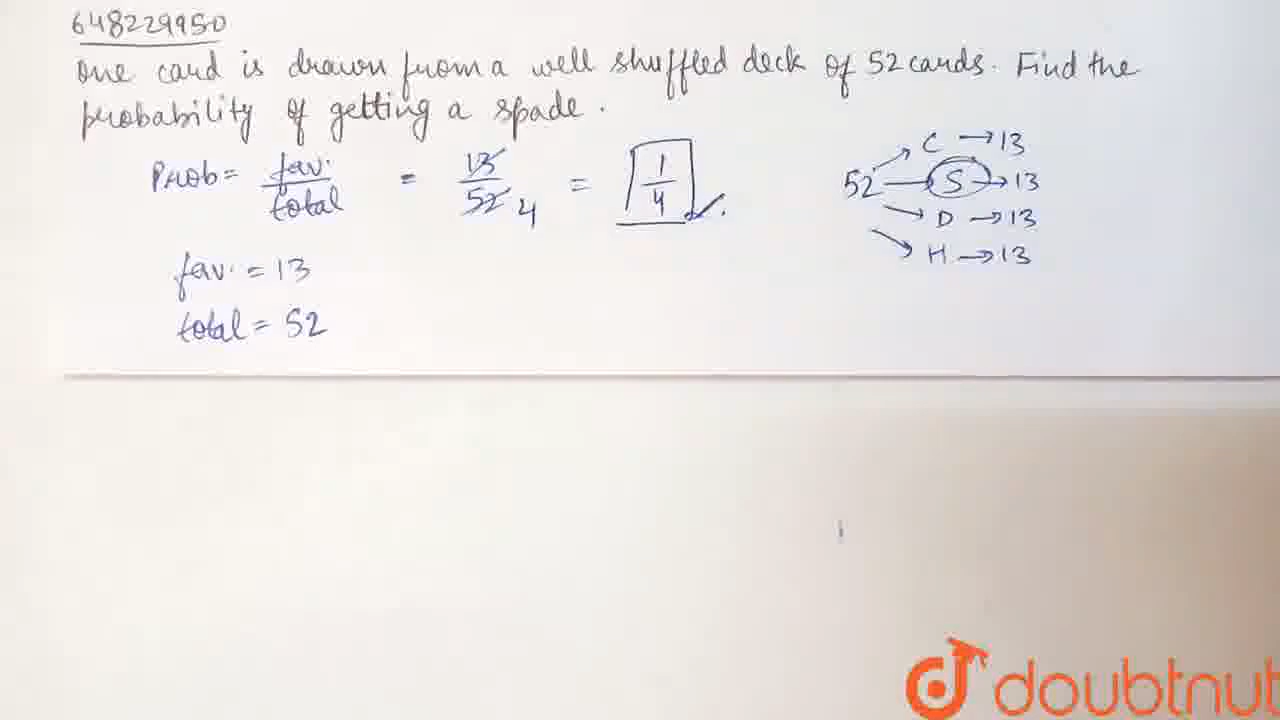 648229950
One card is drawn from a well shuffled deck of 52 cards. Find the
probability of getting a spade.
Prob = fav. / total = 13 / 52 4 = 1 / 4
fav. = 13
total = 52
52 → C → 13
→ S → 13
→ D → 13
→ H → 13
doubtnut